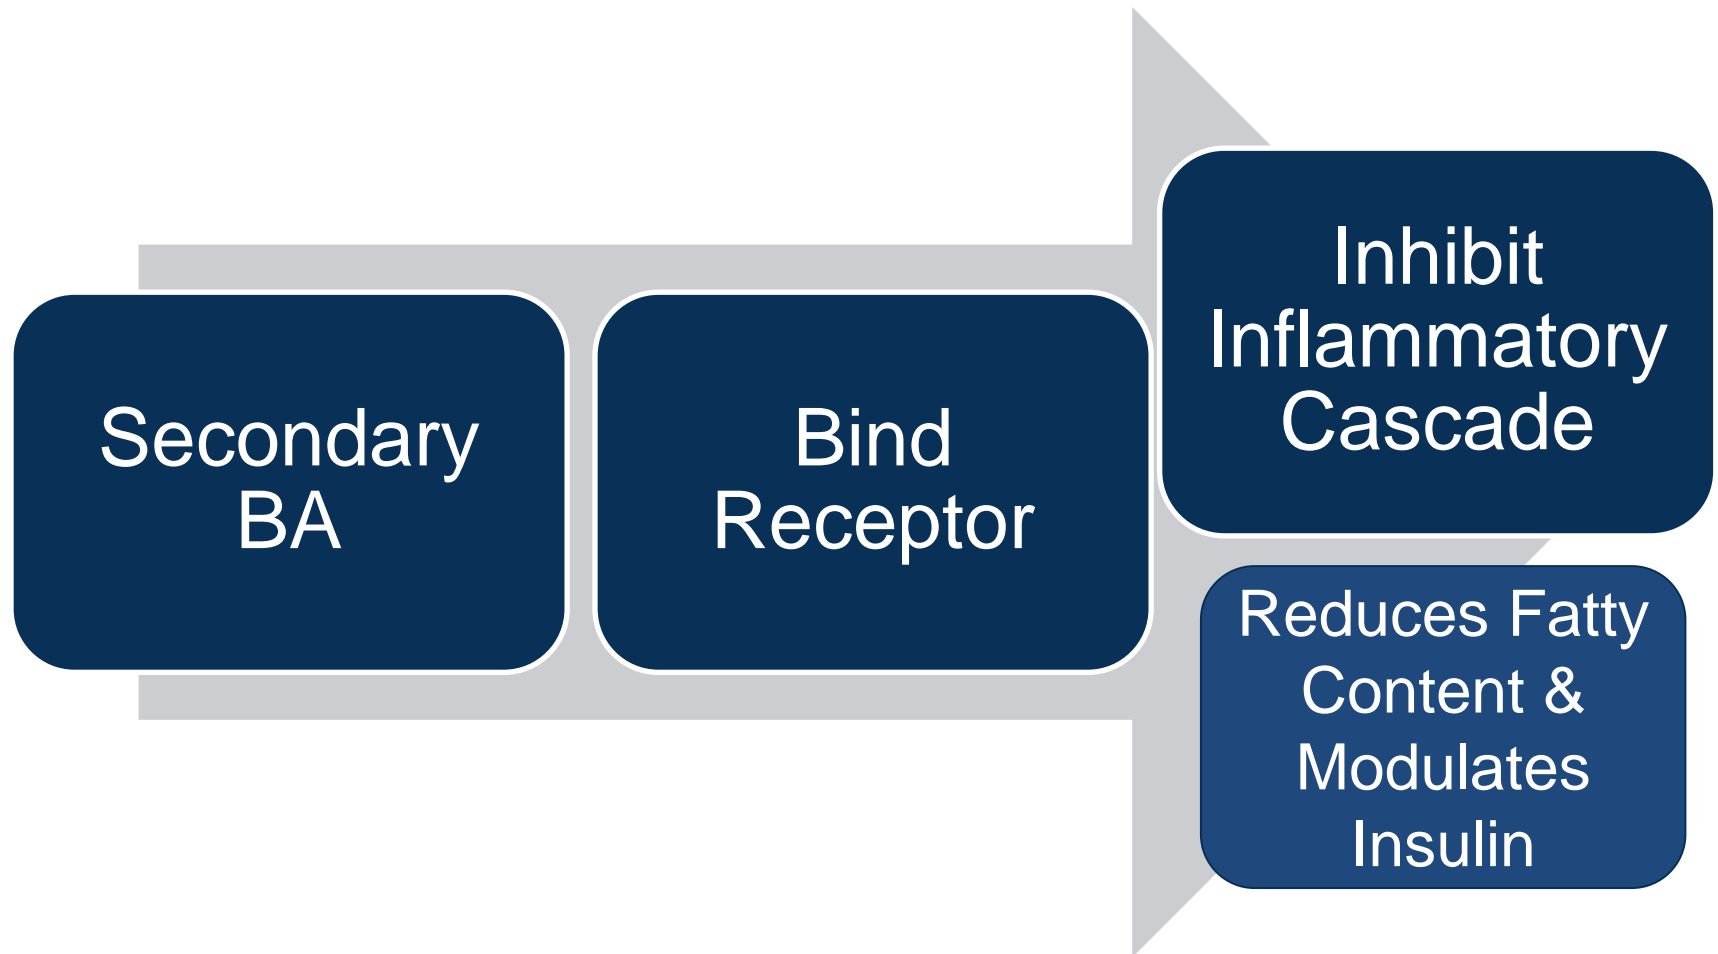 Secondary
BA
Bind
Receptor
Inhibit
Inflammatory
Cascade
Reduces Fatty
Content &
Modulates
Insulin